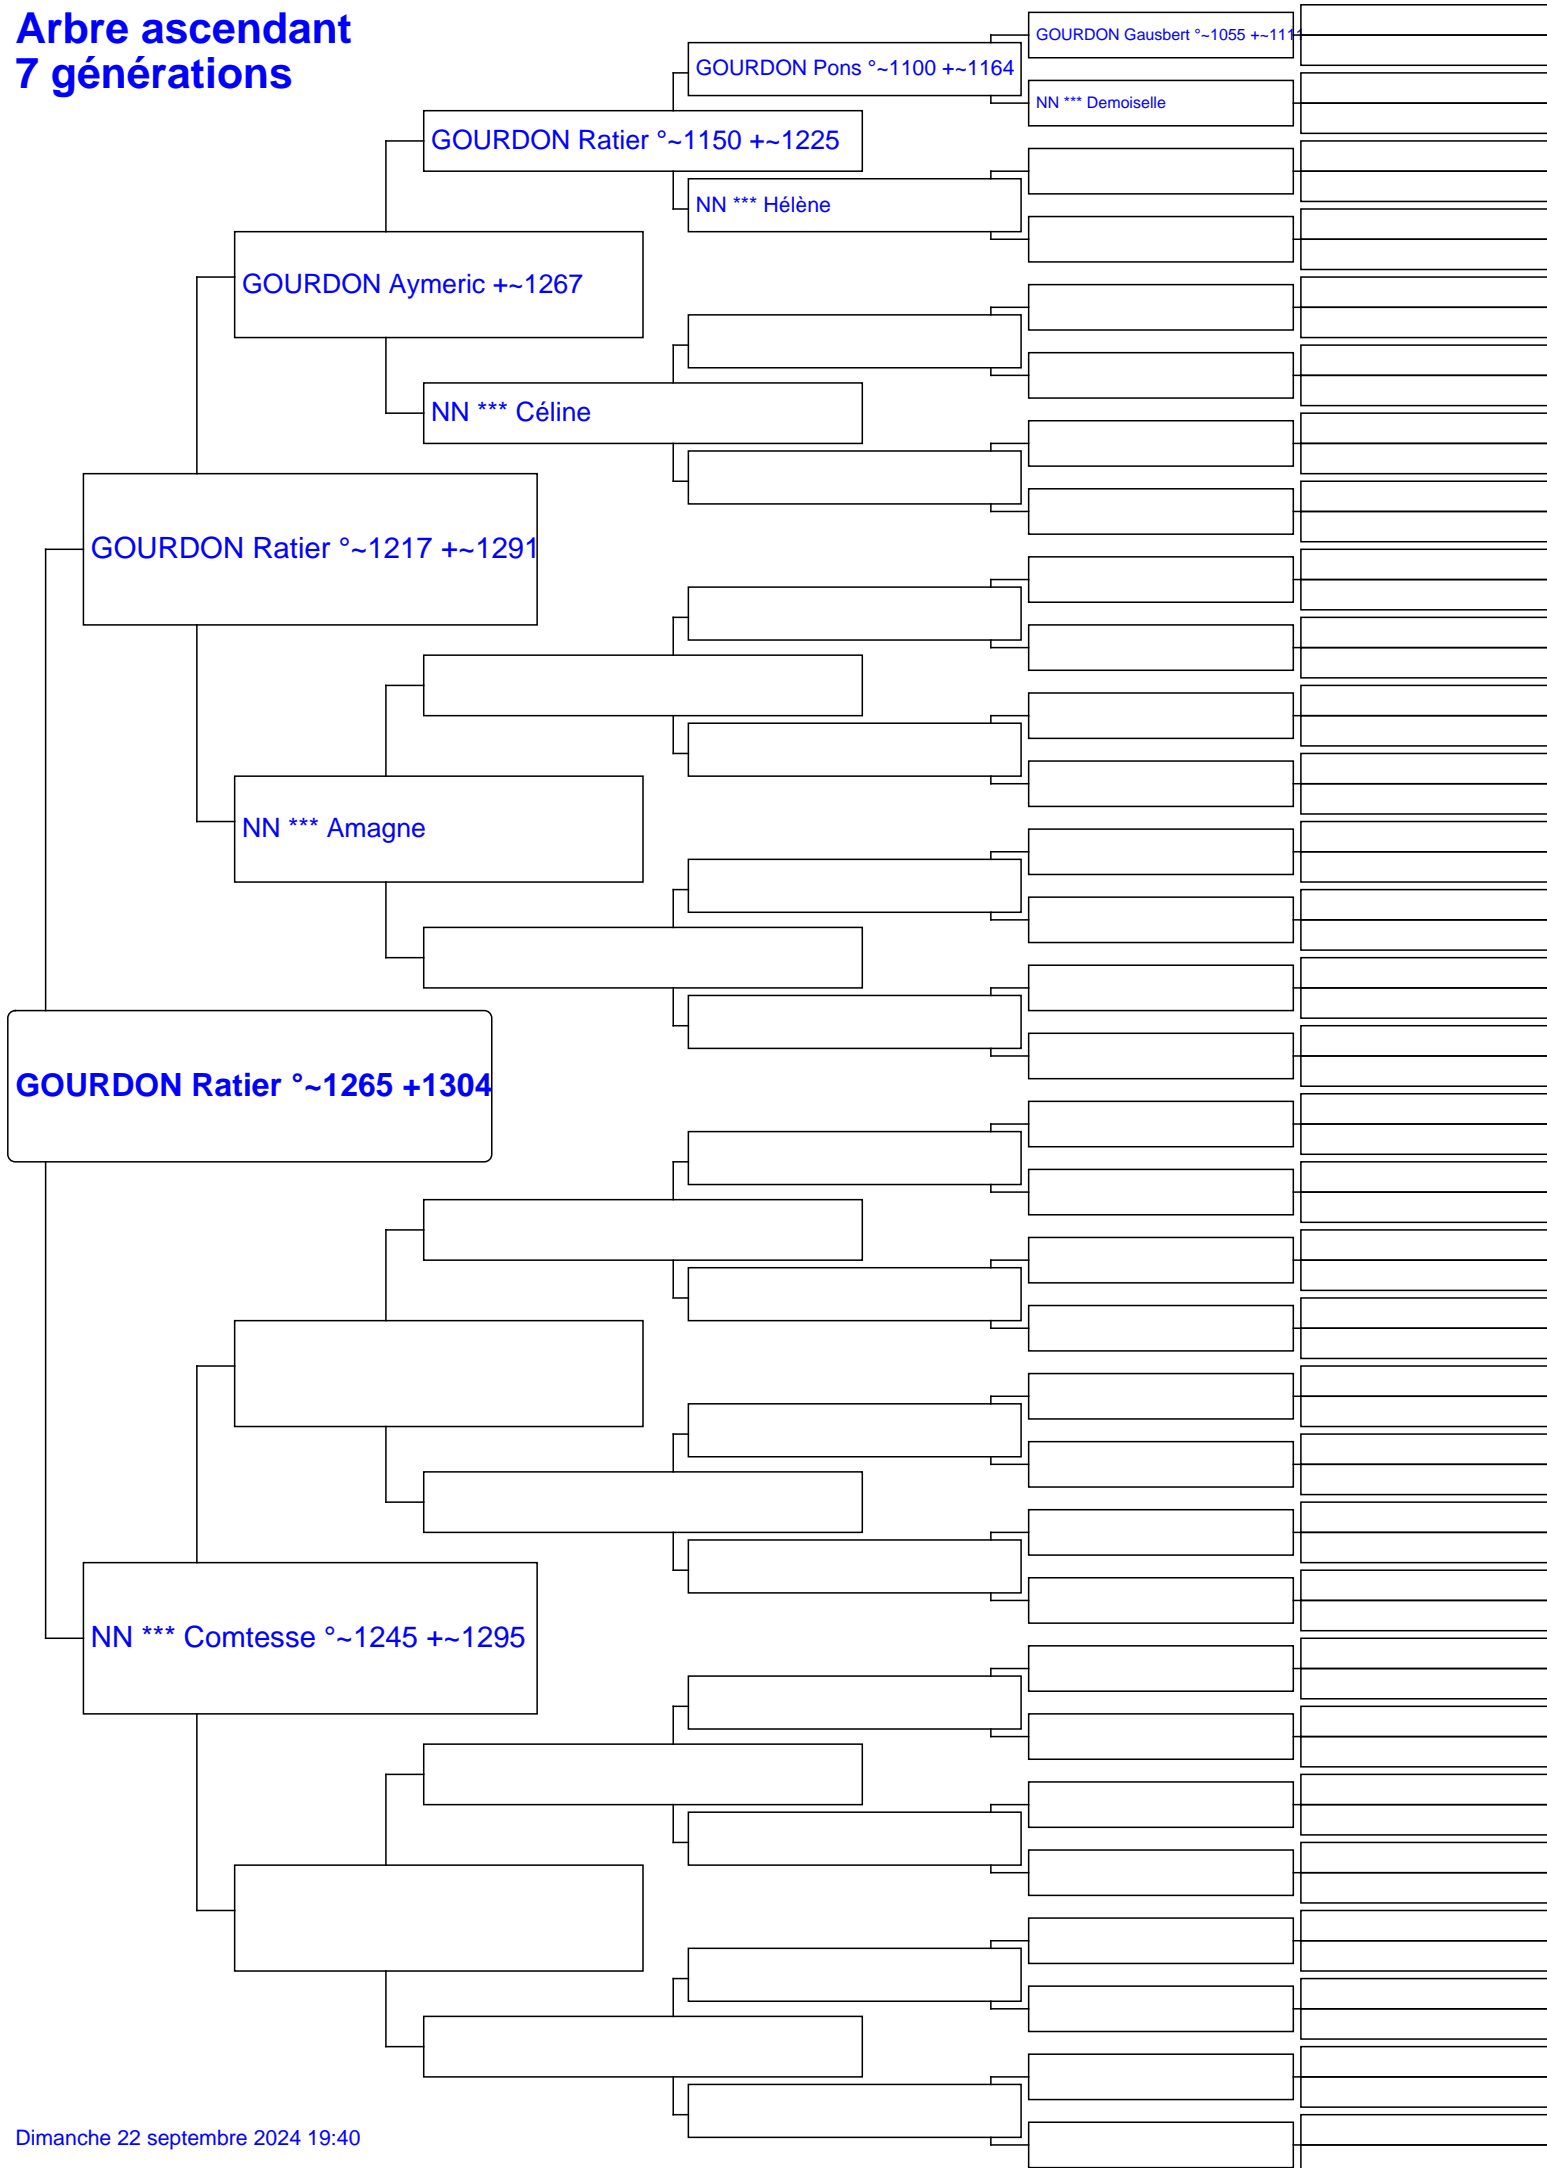 Arbre ascendant
7 générations
GOURDON Gausbert °~1055 +~111
GOURDON Pons °~1100 +~1164
NN *** Demoiselle
GOURDON Ratier °~1150 +~1225
NN *** Hélène
GOURDON Aymeric +~1267
NN *** Céline
GOURDON Ratier °~1217 +~1291
NN *** Amagne
GOURDON Ratier °~1265 +1304
NN *** Comtesse °~1245 +~1295
Dimanche 22 septembre 2024 19:40